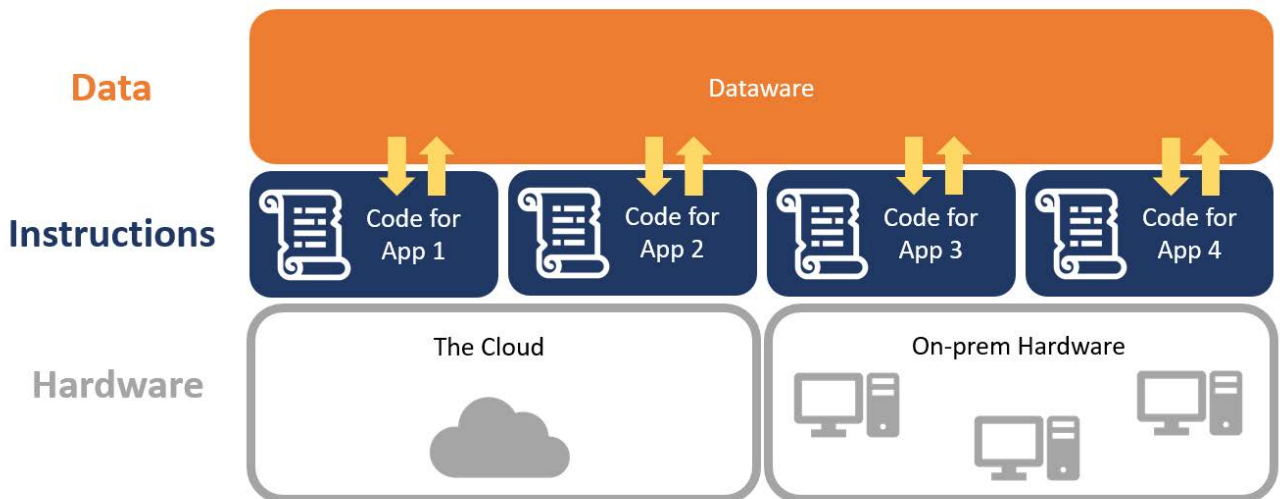 Data
Dataware
Instructions
Code for
App 1
Code for
App 2
Code for
App 3
Code for
App 4
Hardware
The Cloud
On-prem Hardware